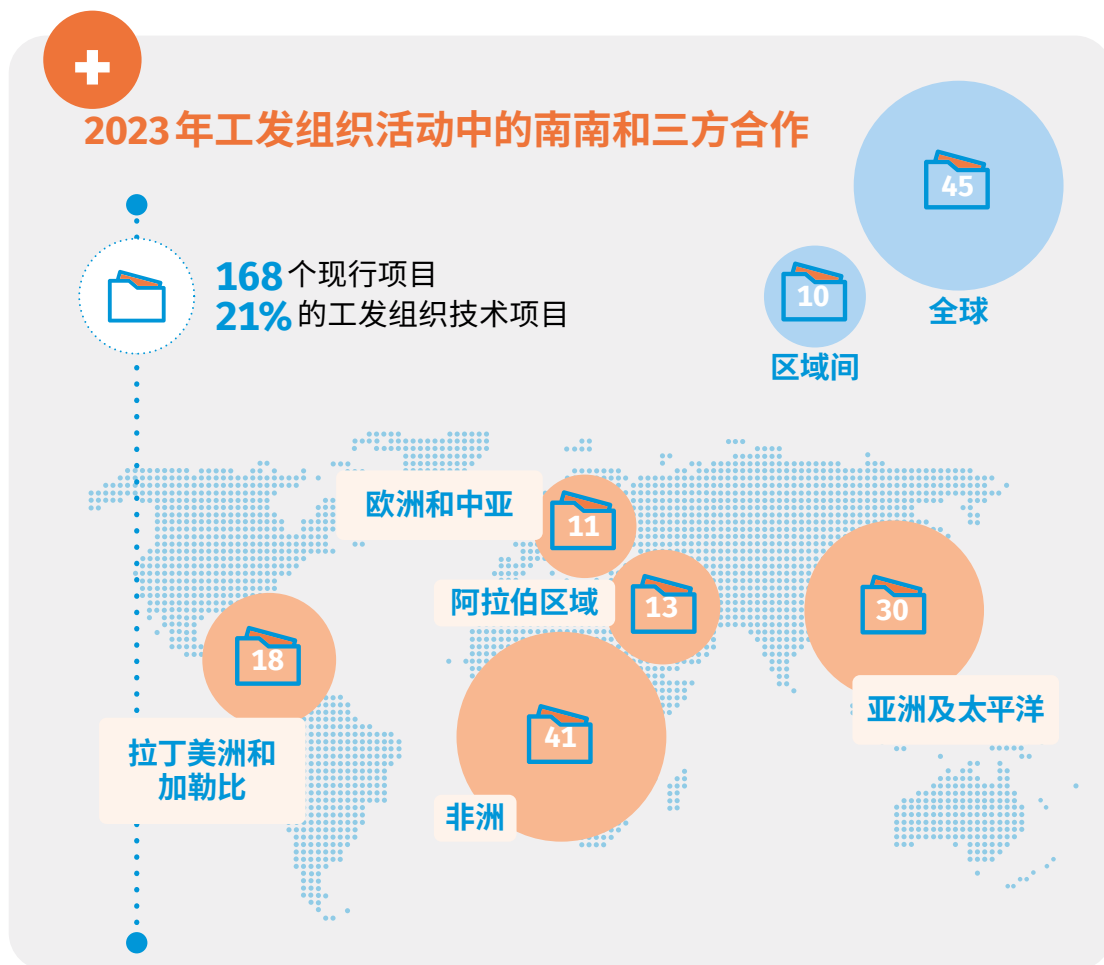 2023年工发组织活动中的南南和三方合作
45
全球
168个现行项目
21%的工发组织技术项目
10
区域间
欧洲和中亚
11
阿拉伯区域
13
30
18
亚洲及太平洋
41
拉丁美洲和
加勒比
非洲